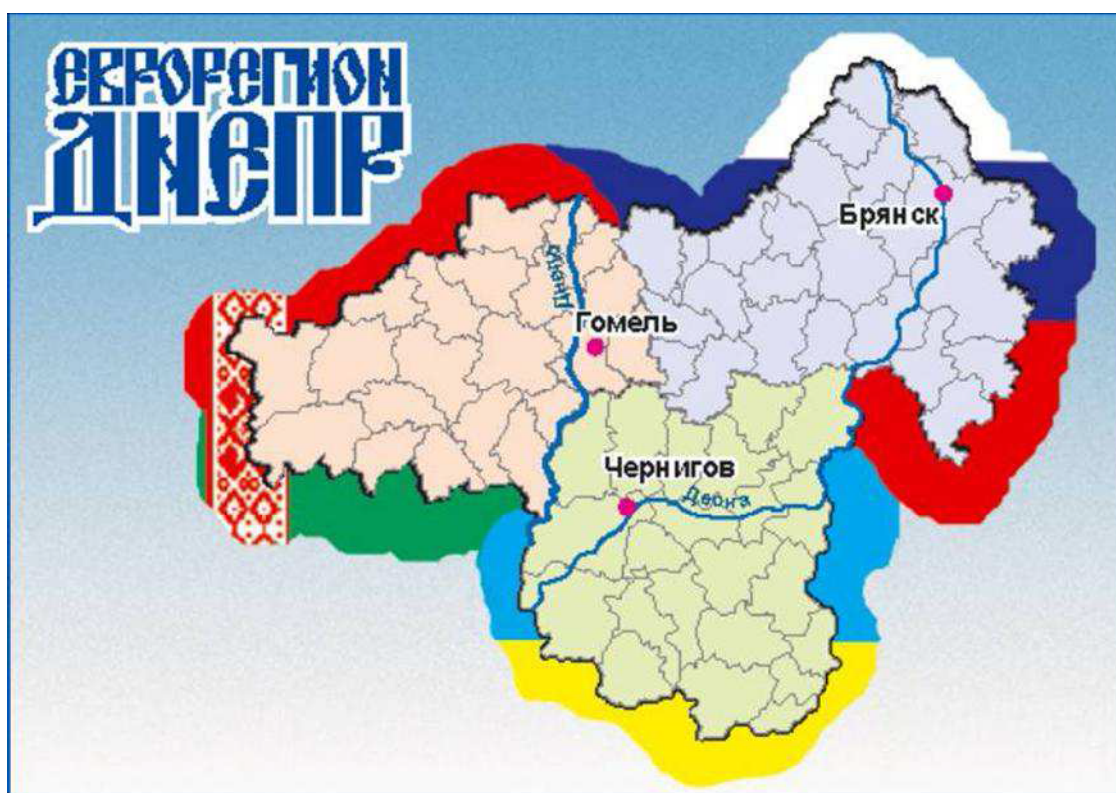 ЕВРОРЕГИОН
ДНЕПР
Брянск
Днепр
Гомель
Чернигов
Десна